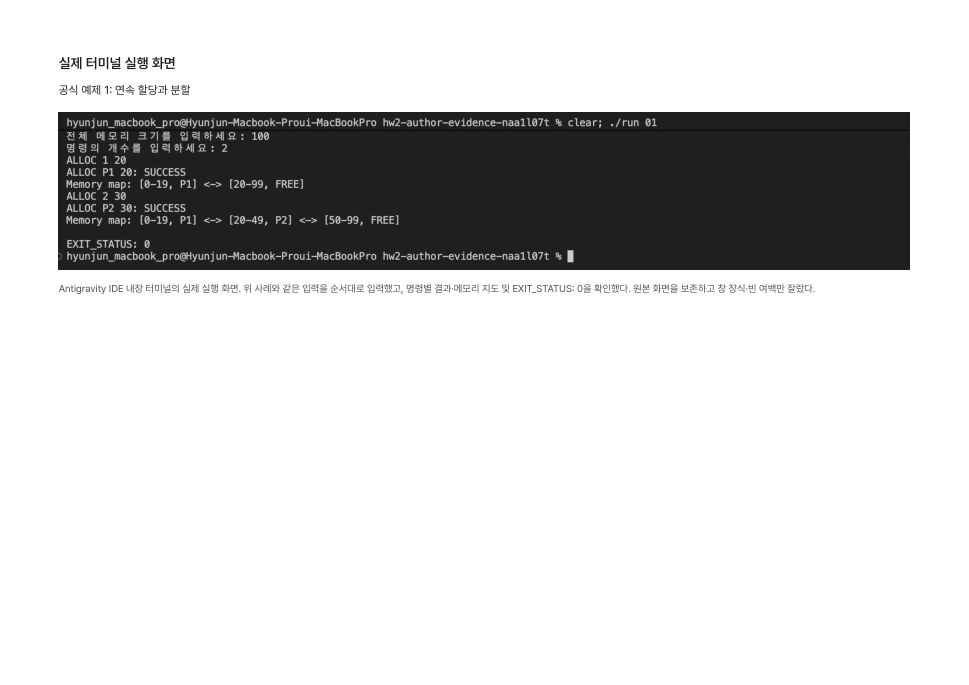 실제 터미널 실행 화면
공식 예제 1: 연속 할당과 분할
hyunjun_macbook_pro@Hyunjun-Macbook-Proui-MacBookPro hw2-author-evidence-naa1l07t % clear; ./run 01
전체 메모리 크기를 입력하세요: 100
명령의 개수를 입력하세요: 2
ALLOC 1 20
ALLOC P1 20: SUCCESS
Memory map: [0-19, P1] <-> [20-99, FREE]
ALLOC 2 30
ALLOC P2 30: SUCCESS
Memory map: [0-19, P1] <-> [20-49, P2] <-> [50-99, FREE]
EXIT_STATUS: 0
hyunjun_macbook_pro@Hyunjun-Macbook-Proui-MacBookPro hw2-author-evidence-naa1l07t %
Antigravity IDE 내장 터미널의 실제 실행 화면. 위 사례와 같은 입력을 순서대로 입력했고, 명령별 결과·메모리 지도 및 EXIT_STATUS: 0을 확인했다. 원본 화면을 보존하고 창 장식·빈 여백만 잘랐다.